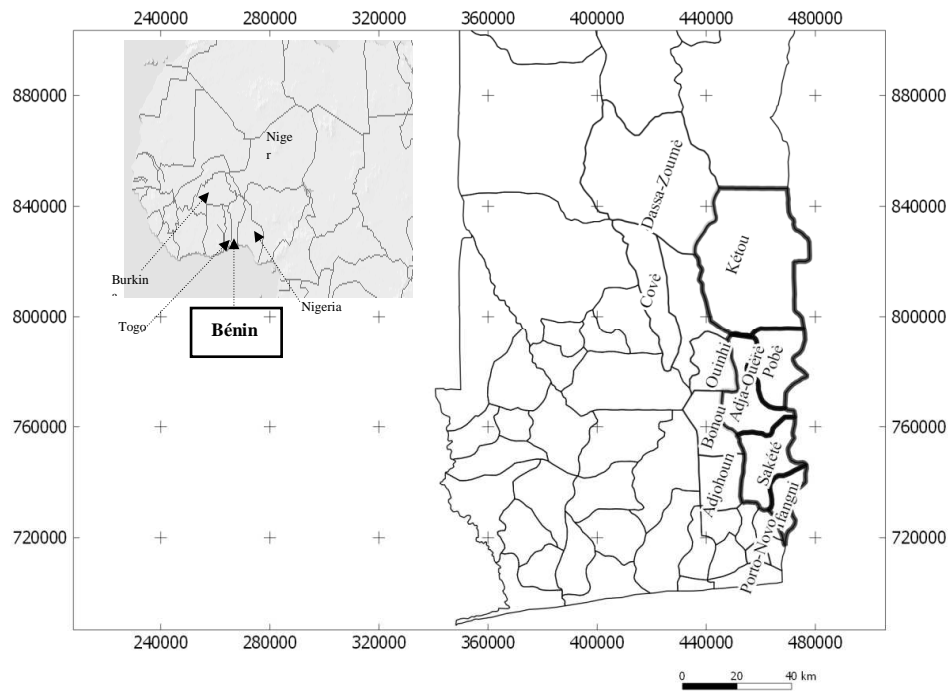 240000 280000 320000 360000 400000 440000 480000
880000 880000
Nige
r
Dassa-Zoumé
840000 840000
Kétou
Covè
Burkin
Nigeria
800000 800000
Togo
Bénin
Ouinhi
Adja-Ouèrè
Pobè
760000 760000
Bonou
Sakété
Adjohoun
Ifangni
720000 720000
Porto-Novo
240000 280000 320000 360000 400000 440000 480000
0 20 40 km